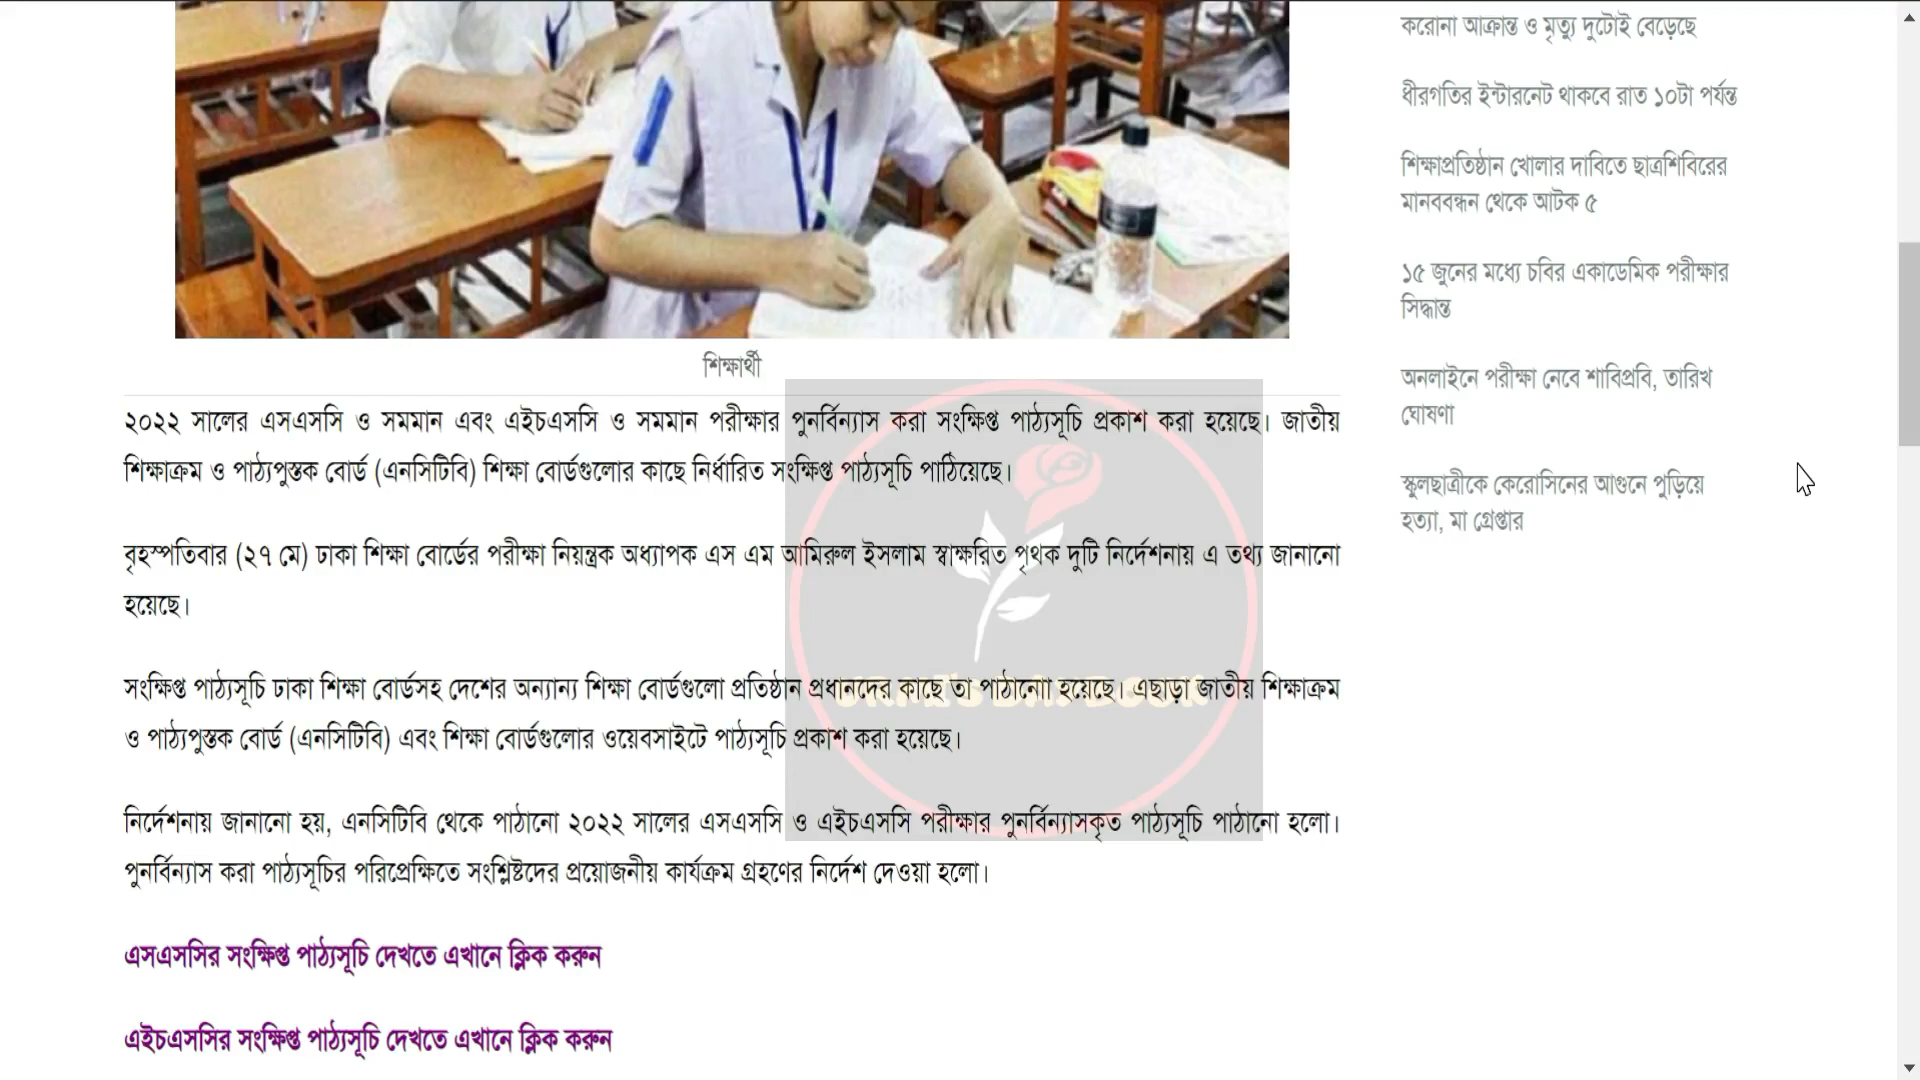 শিক্ষার্থী
২০২২ সালের এসএসসি ও সমমান এবং এইচএসসি ও সমমান পরীক্ষার পুনর্বিন্যাস করা সংক্ষিপ্ত পাঠ্যসূচি প্রকাশ করা হয়েছে। জাতীয়
শিক্ষাক্রম ও পাঠ্যপুস্তক বোর্ড (এনসিটিবি) শিক্ষা বোর্ডগুলোর কাছে নির্ধারিত সংক্ষিপ্ত পাঠ্যসূচি পাঠিয়েছে।
বৃহস্পতিবার (২৭ মে) ঢাকা শিক্ষা বোর্ডের পরীক্ষা নিয়ন্ত্রক অধ্যাপক এস এম আমিরুল ইসলাম স্বাক্ষরিত পৃথক দুটি নির্দেশনায় এ তথ্য জানানো
হয়েছে।
সংক্ষিপ্ত পাঠ্যসূচি ঢাকা শিক্ষা বোর্ডসহ দেশের অন্যান্য শিক্ষা বোর্ডগুলো প্রতিষ্ঠান প্রধানদের কাছে তা পাঠানোা হয়েছে। এছাড়া জাতীয় শিক্ষাক্রম
ও পাঠ্যপুস্তক বোর্ড (এনসিটিবি) এবং শিক্ষা বোর্ডগুলোর ওয়েবসাইটে পাঠ্যসূচি প্রকাশ করা হয়েছে।
নির্দেশনায় জানানো হয়, এনসিটিবি থেকে পাঠানো ২০২২ সালের এসএসসি ও এইচএসসি পরীক্ষার পুনর্বিন্যাসকৃত পাঠ্যসূচি পাঠানো হলো।
পুনর্বিন্যাস করা পাঠ্যসূচির পরিপ্রেক্ষিতে সংশ্লিষ্টদের প্রয়োজনীয় কার্যক্রম গ্রহণের নির্দেশ দেওয়া হলো।
এসএসসির সংক্ষিপ্ত পাঠ্যসূচি দেখতে এখানে ক্লিক করুন
এইচএসসির সংক্ষিপ্ত পাঠ্যসূচি দেখতে এখানে ক্লিক করুন
করোনা আক্রান্ত ও মৃত্যু দুটোই বেড়েছে
ধীরগতির ইন্টারনেট থাকবে রাত ১০টা পর্যন্ত
শিক্ষাপ্রতিষ্ঠান খোলার দাবিতে ছাত্রশিবিরের
মানববন্ধন থেকে আটক ৫
১৫ জুনের মধ্যে চবির একাডেমিক পরীক্ষার
সিদ্ধান্ত
অনলাইনে পরীক্ষা নেবে শাবিপ্রবি, তারিখ
ঘোষণা
স্কুলছাত্রীকে কেরোসিনের আগুনে পুড়িয়ে
হত্যা, মা গ্রেপ্তার